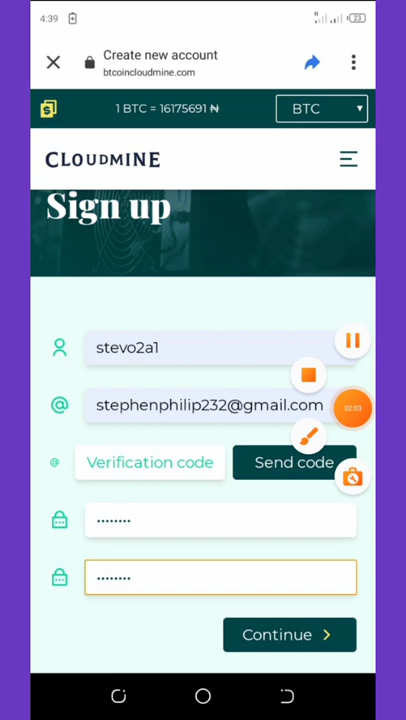 4:39
H
23
Create new account
btcoincloudmine.com
1 BTC = 16175691 ₦
BTC
CLOUDMINE
Sign up
stevo2a1
stephenphilip232@gmail.com
Verification code
Send code
02:03
Continue